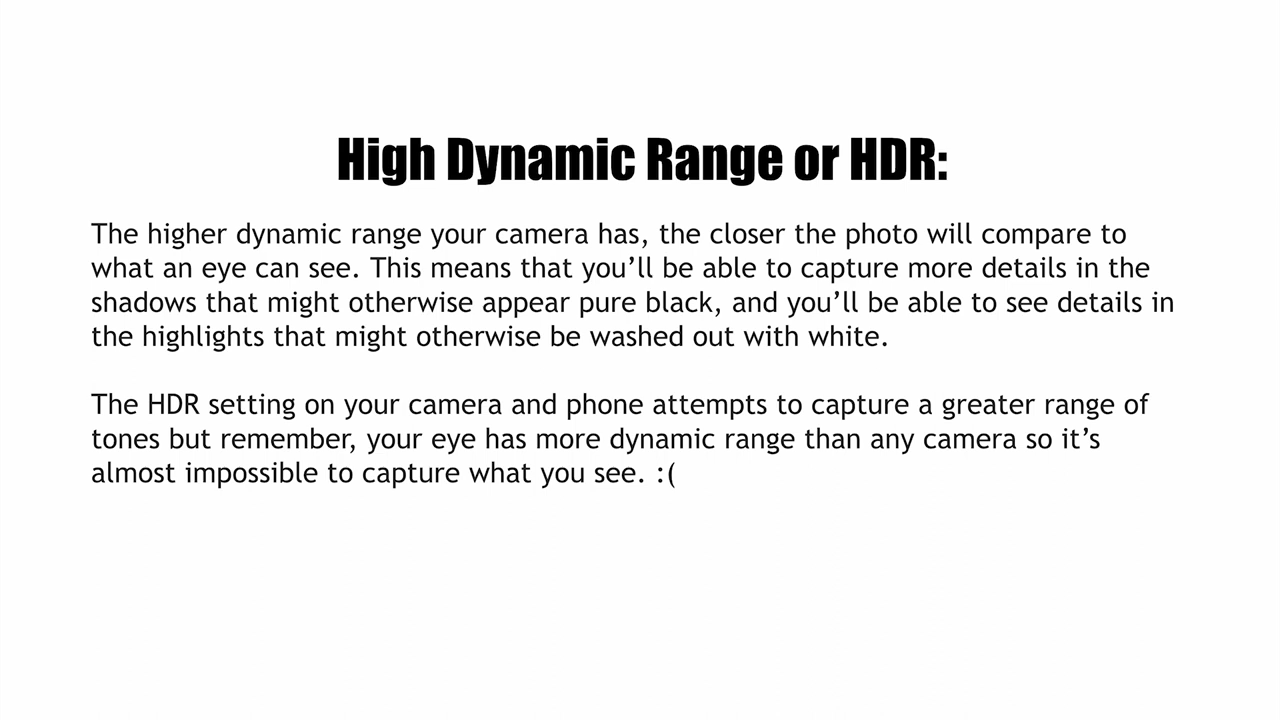 High Dynamic Range or HDR:
The higher dynamic range your camera has, the closer the photo will compare to
what an eye can see. This means that you’ll be able to capture more details in the
shadows that might otherwise appear pure black, and you’ll be able to see details in
the highlights that might otherwise be washed out with white.
The HDR setting on your camera and phone attempts to capture a greater range of
tones but remember, your eye has more dynamic range than any camera so it’s
almost impossible to capture what you see. :(